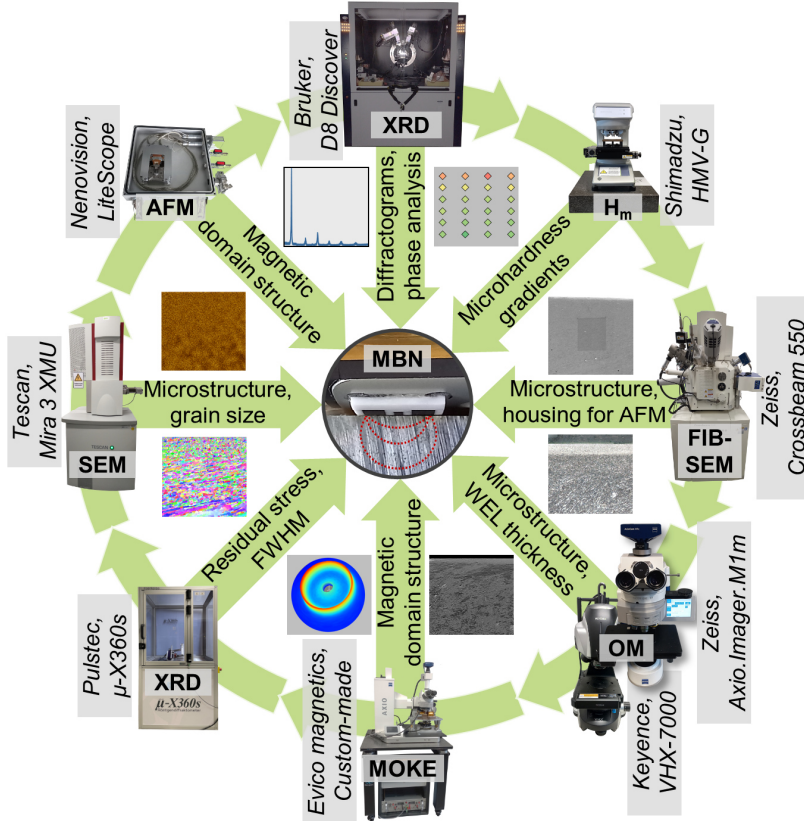 Bruker,
D8 Discover
XRD
Nenovision,
LiteScope
AFM
Shimadzu,
HMV-G
Hm
Diffractograms,
phase analysis
Magnetic
domain structure
Microhardness
gradients
MBN
Tescan,
Mira 3 XMU
TESCAN
SEM
Microstructure,
grain size
Microstructure,
housing for AFM
Zeiss,
Crossbeam 550
FIB-
SEM
Residual stress,
FWHM
Magnetic
domain structure
Microstructure,
WEL thickness
Pulstec,
μ-X360s
XRD
μ-X360s
Evico magnetics,
Custom-made
AXIO
MOKE
OM
Zeiss,
Axio.Imager.M1m
Keyence,
VHX-7000